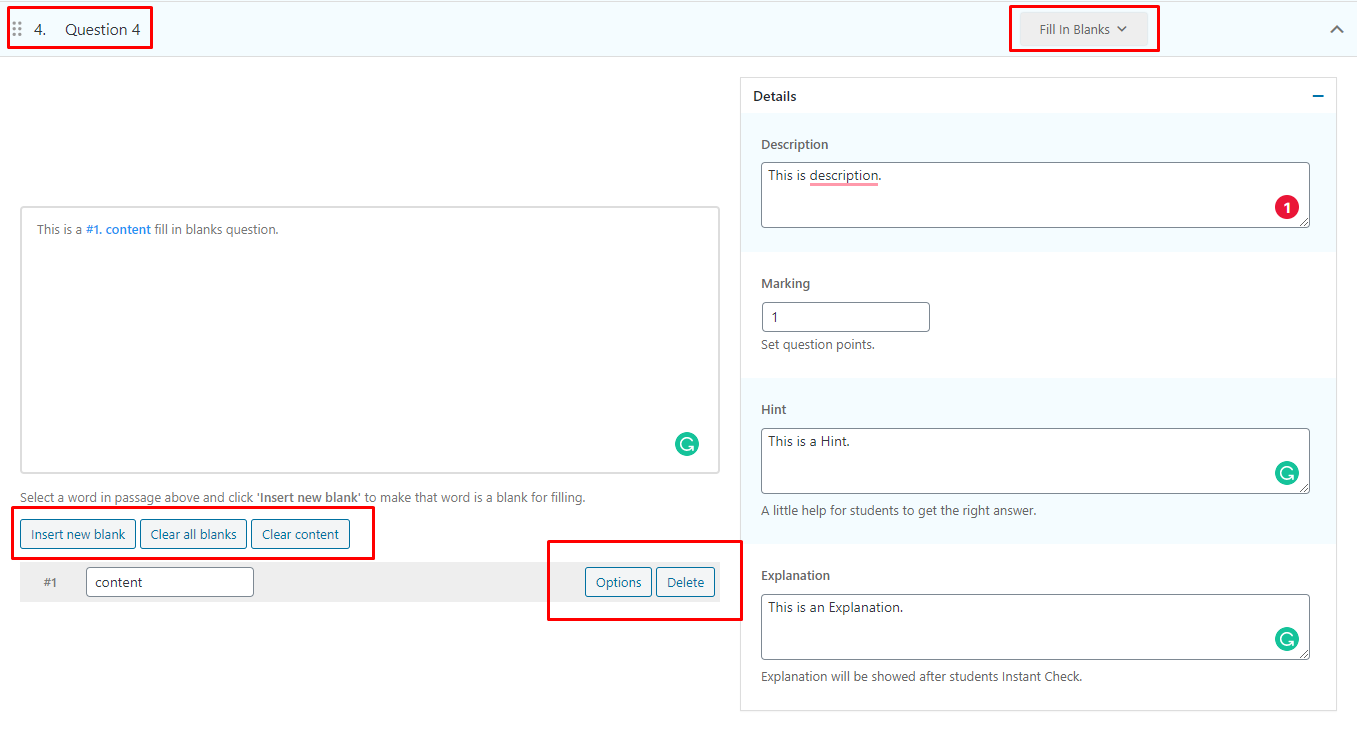 4. Question 4
Fill In Blanks
This is a #1. content fill in blanks question.
Select a word in passage above and click 'Insert new blank' to make that word is a blank for filling.
Insert new blank
Clear all blanks
Clear content
#1
content
Options
Delete
Details
Description
This is description.
1
Marking
1
Set question points.
Hint
This is a Hint.
A little help for students to get the right answer.
Explanation
This is an Explanation.
Explanation will be showed after students Instant Check.